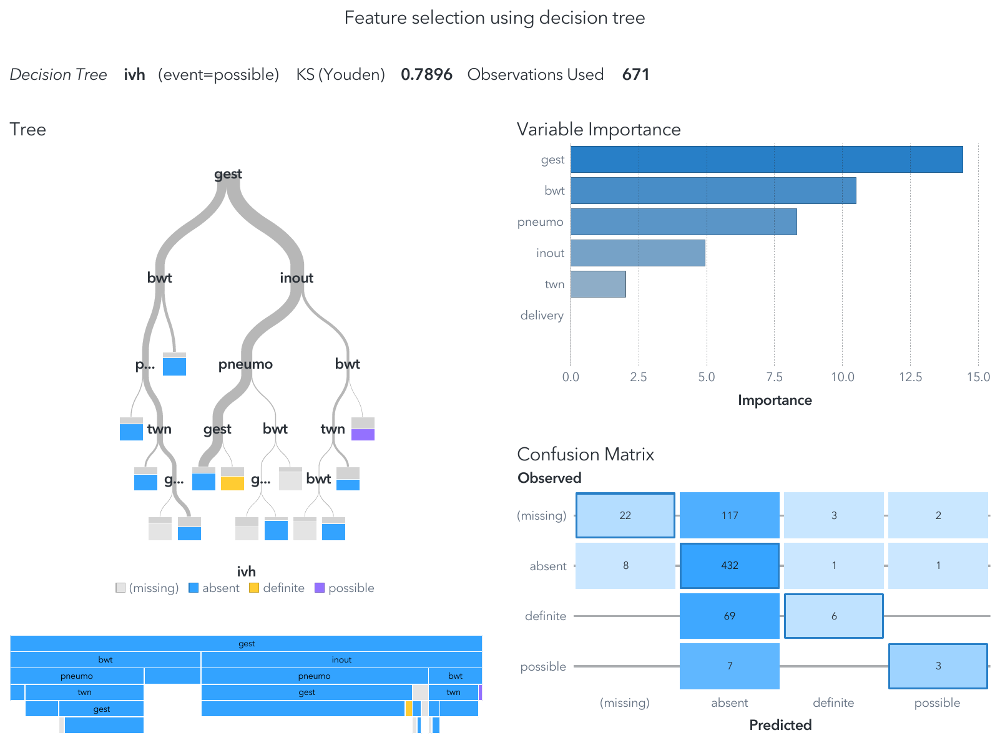 Feature selection using decision tree
Decision Tree ivh (event=possible) KS (Youden) 0.7896 Observations Used 671
Tree
gest
bwt inout
p... pneumo bwt
twn gest bwt twn
g... g... bwt
ivh
(missing) absent definite possible
gest
bwt inout
pneumo pneumo bwt
twn gest twn
gest
Variable Importance
gest
bwt
pneumo
inout
twn
delivery
0.0 2.5 5.0 7.5 10.0 12.5 15.0
Importance
Confusion Matrix
Observed
(missing) 22 117 3 2
absent 8 432 1 1
definite 69 6
possible 7 3
(missing) absent definite possible
Predicted